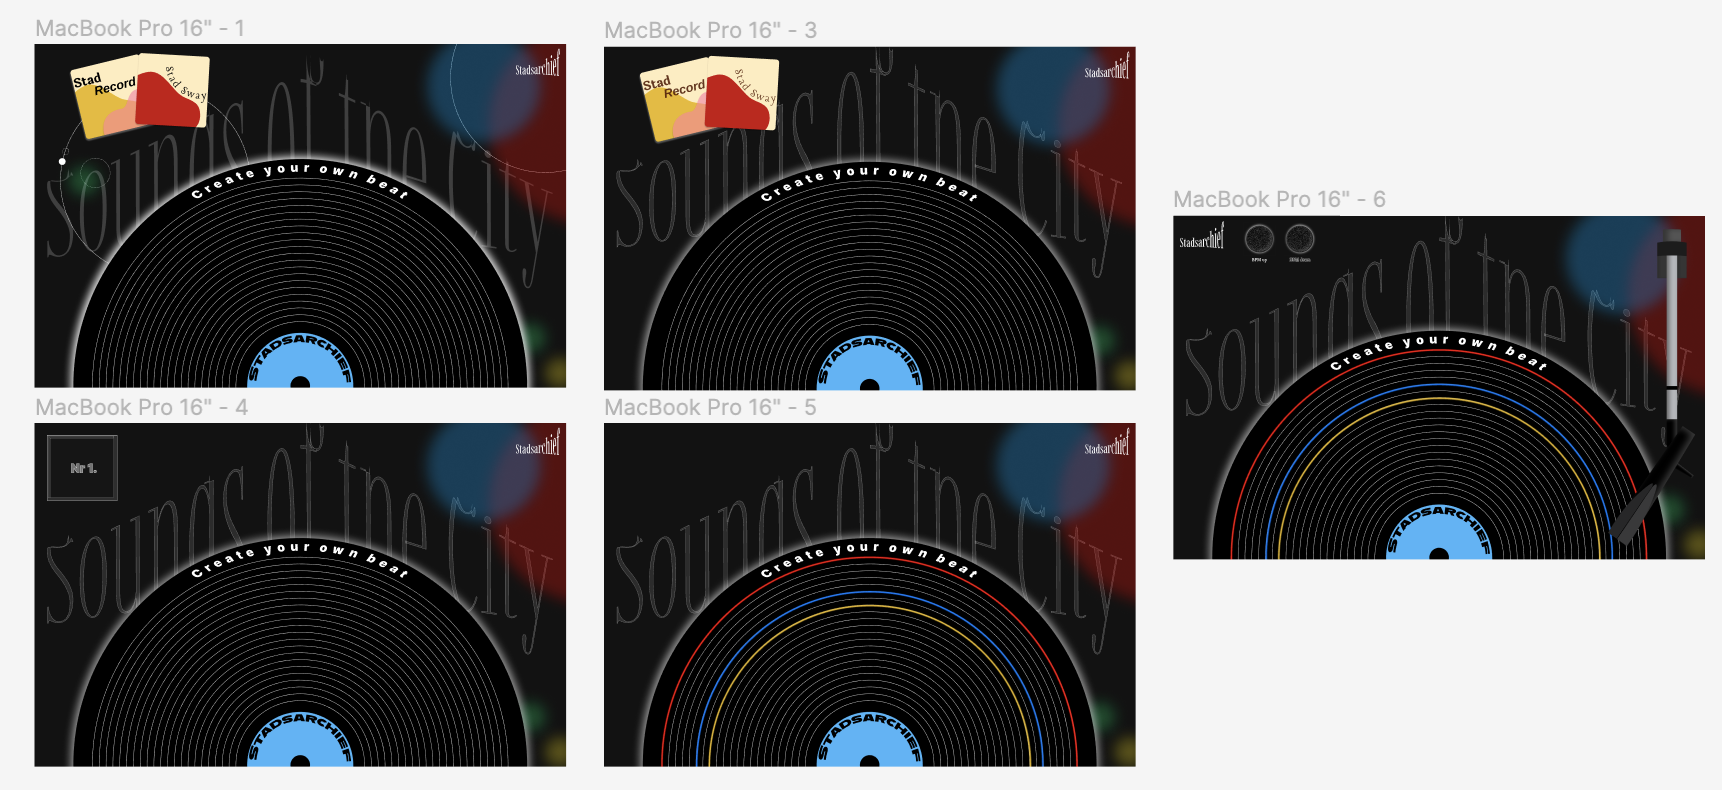 MacBook Pro 16" - 1
Stad
Record
Stad Sway
Stadsarchief
Sounds of the City
Create your own beat
STADSARCHIEF
MacBook Pro 16" - 3
Stad
Record
Stad Sway
Stadsarchief
Sounds of the City
Create your own beat
STADSARCHIEF
MacBook Pro 16" - 6
Stadsarchief
Sounds of the City
Create your own beat
STADSARCHIEF
MacBook Pro 16" - 4
Nr 1.
Stadsarchief
Sounds of the City
Create your own beat
STADSARCHIEF
MacBook Pro 16" - 5
Stadsarchief
Sounds of the City
Create your own beat
STADSARCHIEF